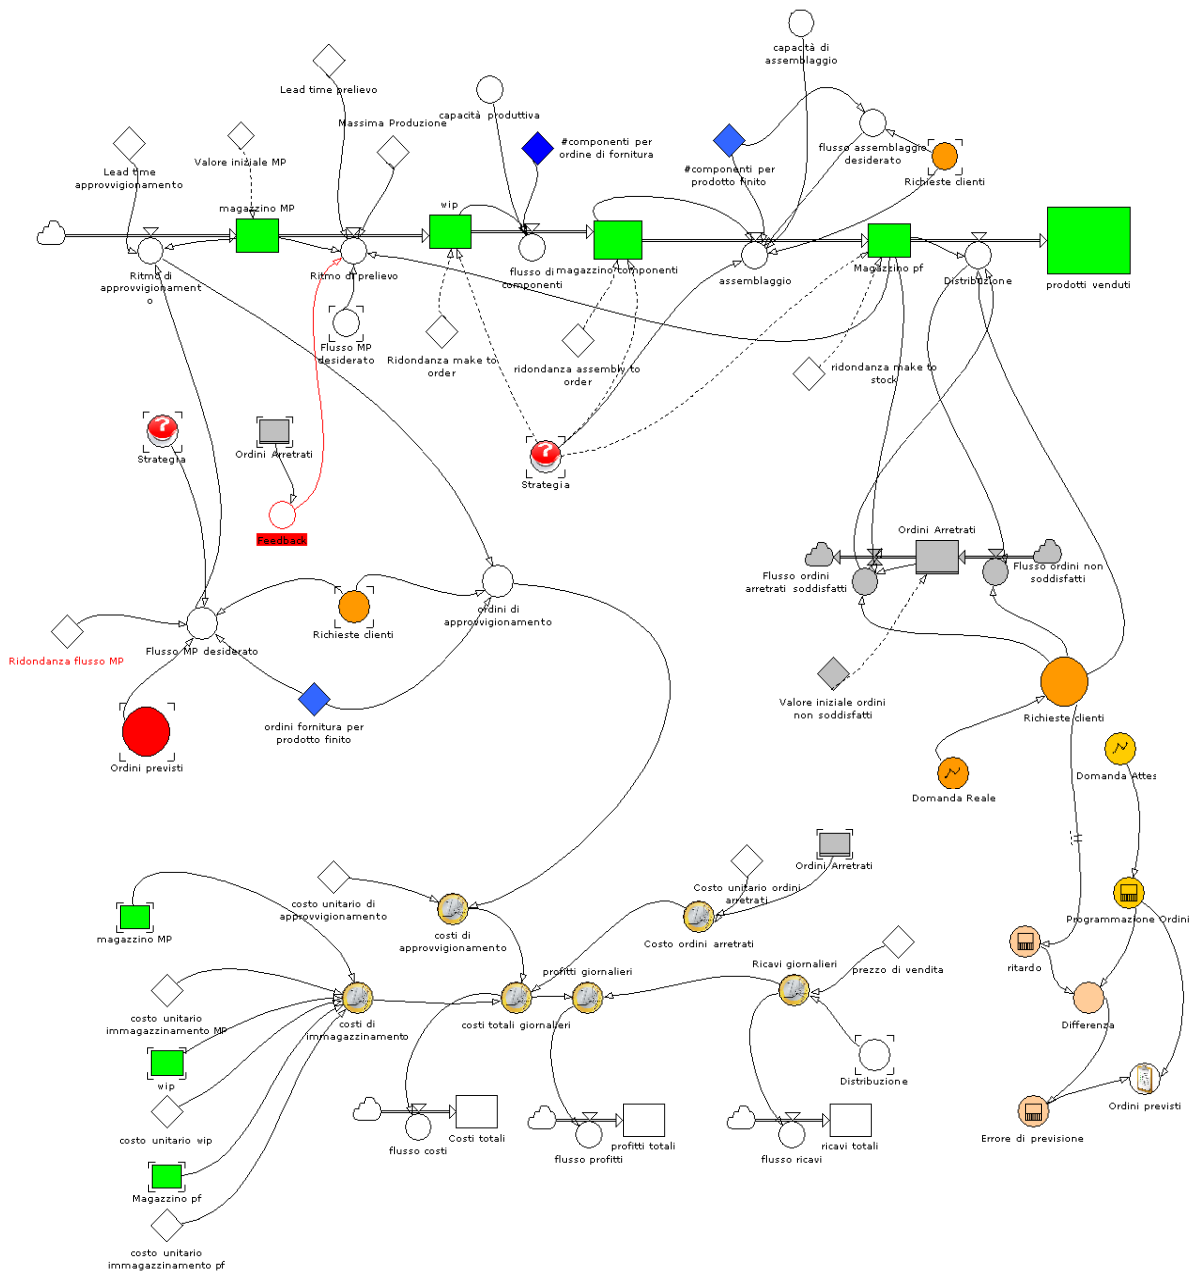 capacità di
assemblaggio
Lead time prelievo
Massima Produzione
capacità produttiva
#componenti per
ordine di fornitura
flusso assemblaggio
desiderato
Valore iniziale MP
Lead time
approvvigionamento
#componenti per
prodotto finito
Richieste clienti
magazzino MP
wip
Ritmo di
approvvigionament
o
Ritmo di prelievo
flusso di
componenti
magazzino componenti
assemblaggio
Magazzino pf
Distribuzione
prodotti venduti
Flusso MP
desiderato
Ridondanza make to
order
ridondanza assembly to
order
ridondanza make to
stock
Strategia
Ordini Arretrati
Strategia
Feedback
Ordini Arretrati
Flusso ordini
arretrati soddisfatti
Flusso ordini non
soddisfatti
ordini di
approvvigionamento
Richieste clienti
Flusso MP desiderato
Ridondanza flusso MP
Valore iniziale ordini
non soddisfatti
Richieste clienti
ordini fornitura per
prodotto finito
Ordini previsti
Domanda Reale
Domanda Attes
Ordini Arretrati
costo unitario di
approvvigionamento
Costo unitario ordini
arretrati
magazzino MP
costi di
approvvigionamento
Costo ordini arretrati
Programmazione Ordini
ritardo
profitti giornalieri
Ricavi giornalieri
prezzo di vendita
costo unitario
immagazzinamento MP
costi di
immagazzinamento
costi totali giornalieri
Differenza
wip
Distribuzione
Ordini previsti
costo unitario wip
Costi totali
flusso costi
profitti totali
flusso profitti
ricavi totali
flusso ricavi
Errore di previsione
Magazzino pf
costo unitario
immagazzinamento pf